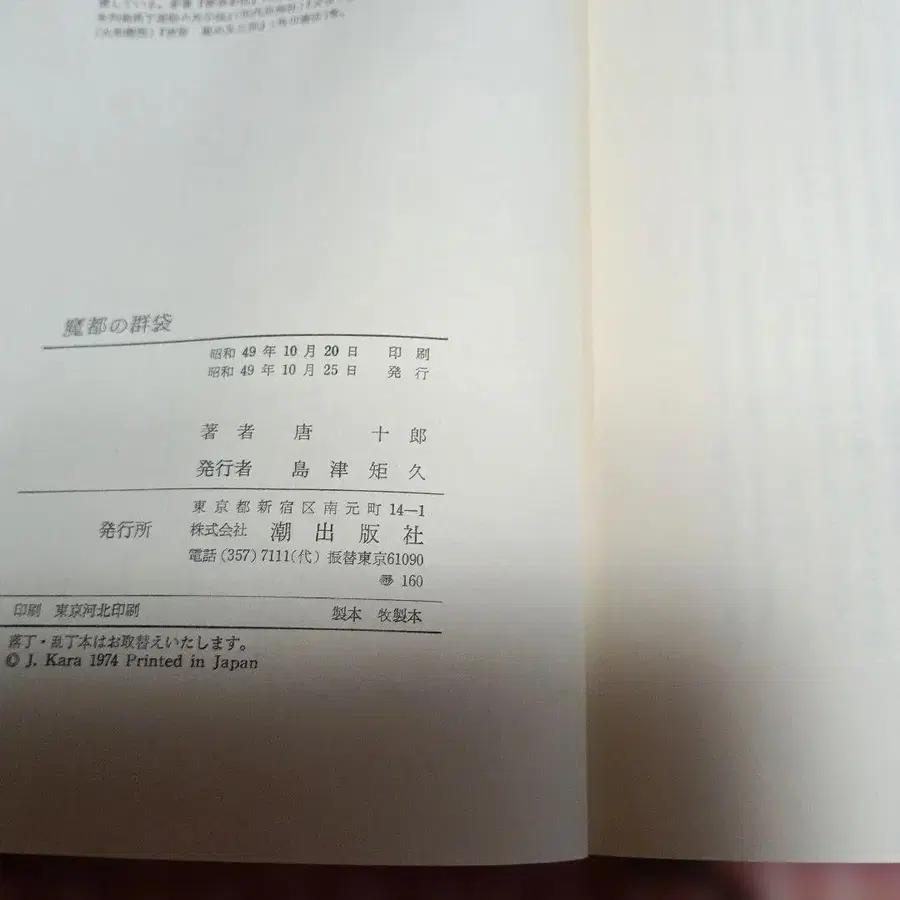 魔都の群袋
昭和 49 年 10 月 20 日 印 刷
昭和 49 年 10 月 25 日 発 行
著 者 唐 十 郎
発行者 島 津 矩 久
東京都新宿区南元町 14―1
発行所 株式会社 潮 出 版 社
電話 (357) 7111(代) 振替東京61090
160
印刷 東京河北印刷 製本 牧製本
落丁・乱丁本はお取替えいたします。
© J. Kara 1974 Printed in Japan